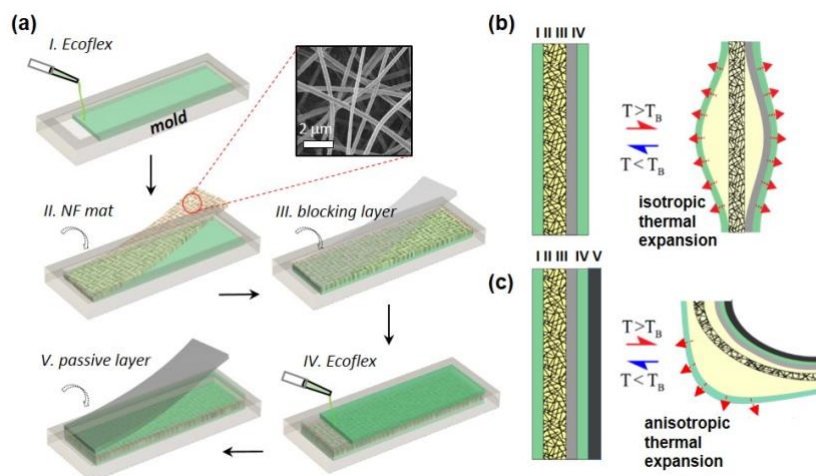 (a)
I. Ecoflex
mold
2 μm
II. NF mat
III. blocking layer
V. passive layer
IV. Ecoflex
(b)
I II III IV
T>T_B
T<T_B
isotropic
thermal
expansion
(c)
I II III IV V
T>T_B
T<T_B
anisotropic
thermal
expansion